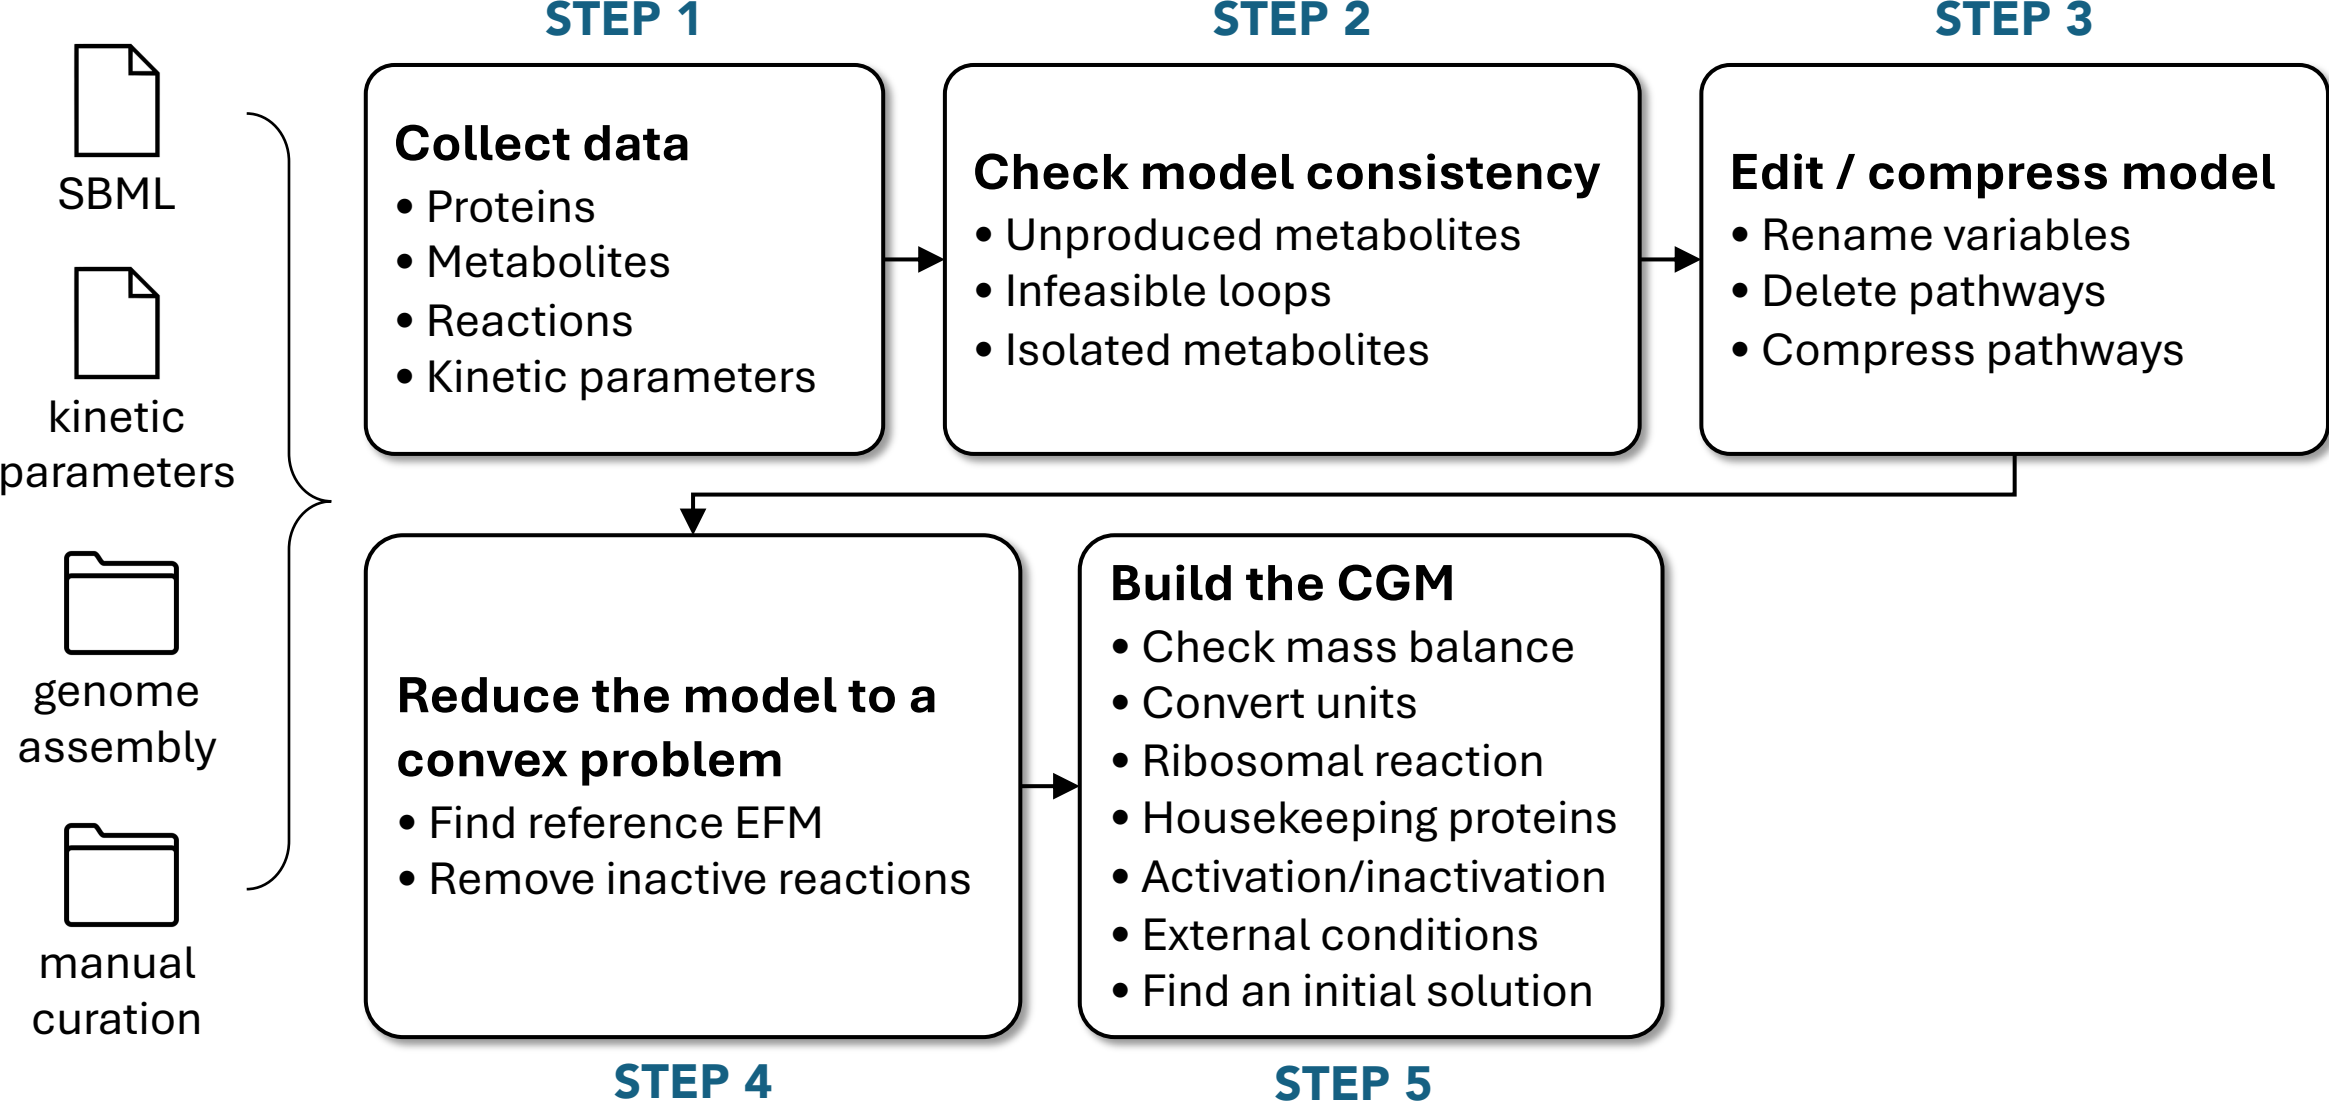 SBML
kinetic
parameters
genome
assembly
manual
curation
STEP 1
Collect data
• Proteins
• Metabolites
• Reactions
• Kinetic parameters
STEP 2
Check model consistency
• Unproduced metabolites
• Infeasible loops
• Isolated metabolites
STEP 3
Edit / compress model
• Rename variables
• Delete pathways
• Compress pathways
Reduce the model to a
convex problem
• Find reference EFM
• Remove inactive reactions
STEP 4
Build the CGM
• Check mass balance
• Convert units
• Ribosomal reaction
• Housekeeping proteins
• Activation/inactivation
• External conditions
• Find an initial solution
STEP 5